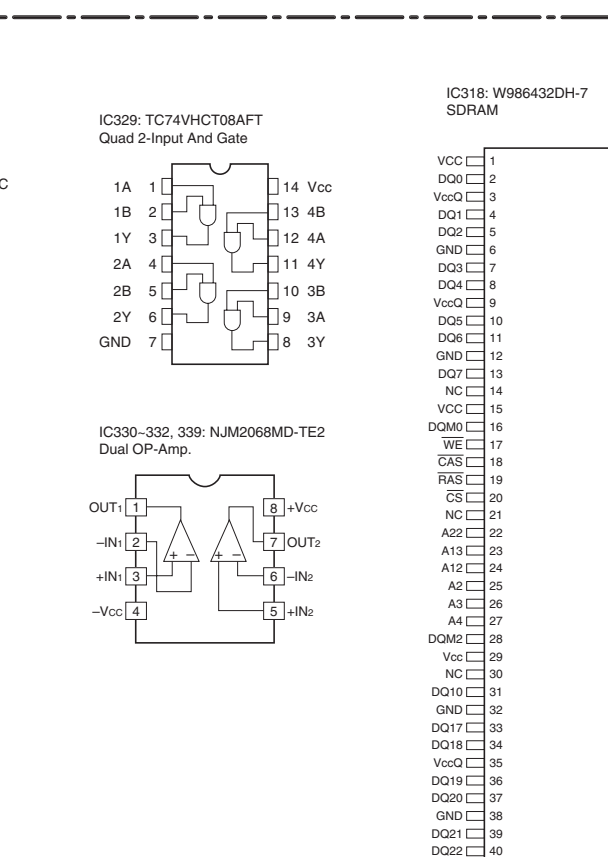 C
IC329: TC74VHCT08AFT
Quad 2-Input And Gate
1A 1 14 Vcc
1B 2 13 4B
1Y 3 12 4A
2A 4 11 4Y
2B 5 10 3B
2Y 6 9 3A
GND 7 8 3Y
IC330~332, 339: NJM2068MD-TE2
Dual OP-Amp.
OUT1 1 8 +VCC
–IN1 2 7 OUT2
+ – + –
+IN1 3 6 –IN2
–VCC 4 5 +IN2
IC318: W986432DH-7
SDRAM
VCC 1
DQ0 2
VccQ 3
DQ1 4
DQ2 5
GND 6
DQ3 7
DQ4 8
VccQ 9
DQ5 10
DQ6 11
GND 12
DQ7 13
NC 14
VCC 15
DQM0 16
WE 17
CAS 18
RAS 19
CS 20
NC 21
A22 22
A13 23
A12 24
A2 25
A3 26
A4 27
DQM2 28
Vcc 29
NC 30
DQ10 31
GND 32
DQ17 33
DQ18 34
VccQ 35
DQ19 36
DQ20 37
GND 38
DQ21 39
DQ22 40